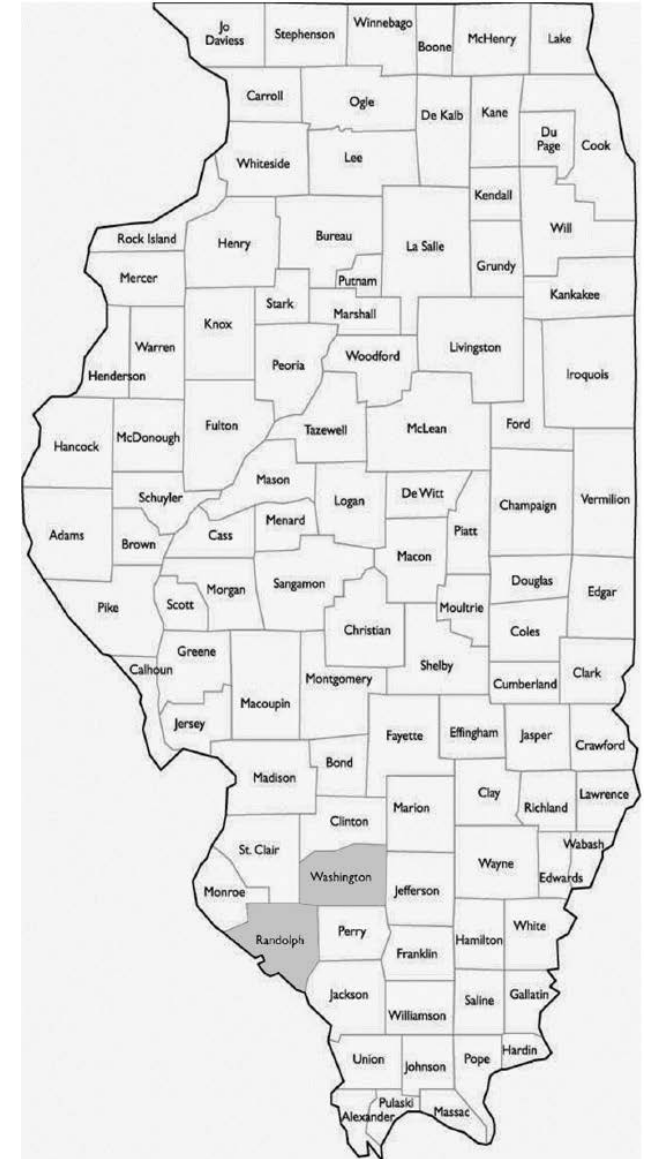 Jo
Daviess
Stephenson
Winnebago
Boone
McHenry
Lake
Carroll
Ogle
De Kalb
Kane
Du
Page
Cook
Whiteside
Lee
Kendall
Rock Island
Henry
Bureau
La Salle
Will
Mercer
Putnam
Grundy
Kankakee
Stark
Marshall
Knox
Warren
Henderson
Peoria
Woodford
Livingston
Iroquois
Hancock
McDonough
Fulton
Tazewell
McLean
Ford
Mason
Schuyler
Logan
De Witt
Champaign
Vermilion
Adams
Brown
Cass
Menard
Piatt
Macon
Pike
Scott
Morgan
Sangamon
Douglas
Edgar
Moultrie
Christian
Coles
Greene
Calhoun
Shelby
Montgomery
Cumberland
Clark
Macoupin
Jersey
Fayette
Effingham
Jasper
Crawford
Bond
Madison
Clay
Marion
Richland
Lawrence
Clinton
St. Clair
Wabash
Wayne
Edwards
Washington
Monroe
Jefferson
White
Perry
Randolph
Hamilton
Franklin
Jackson
Saline
Gallatin
Williamson
Hardin
Union
Johnson
Pope
Pulaski
Alexander
Massac